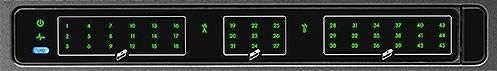 1 4 7 10 13 16 °A 19 22 25 °B 28 31 34 37 40 43
2 5 8 11 14 17 20 23 26 29 32 35 38 41 44
3 6 9 12 15 18 21 24 27 30 33 36 39 42 45
UID